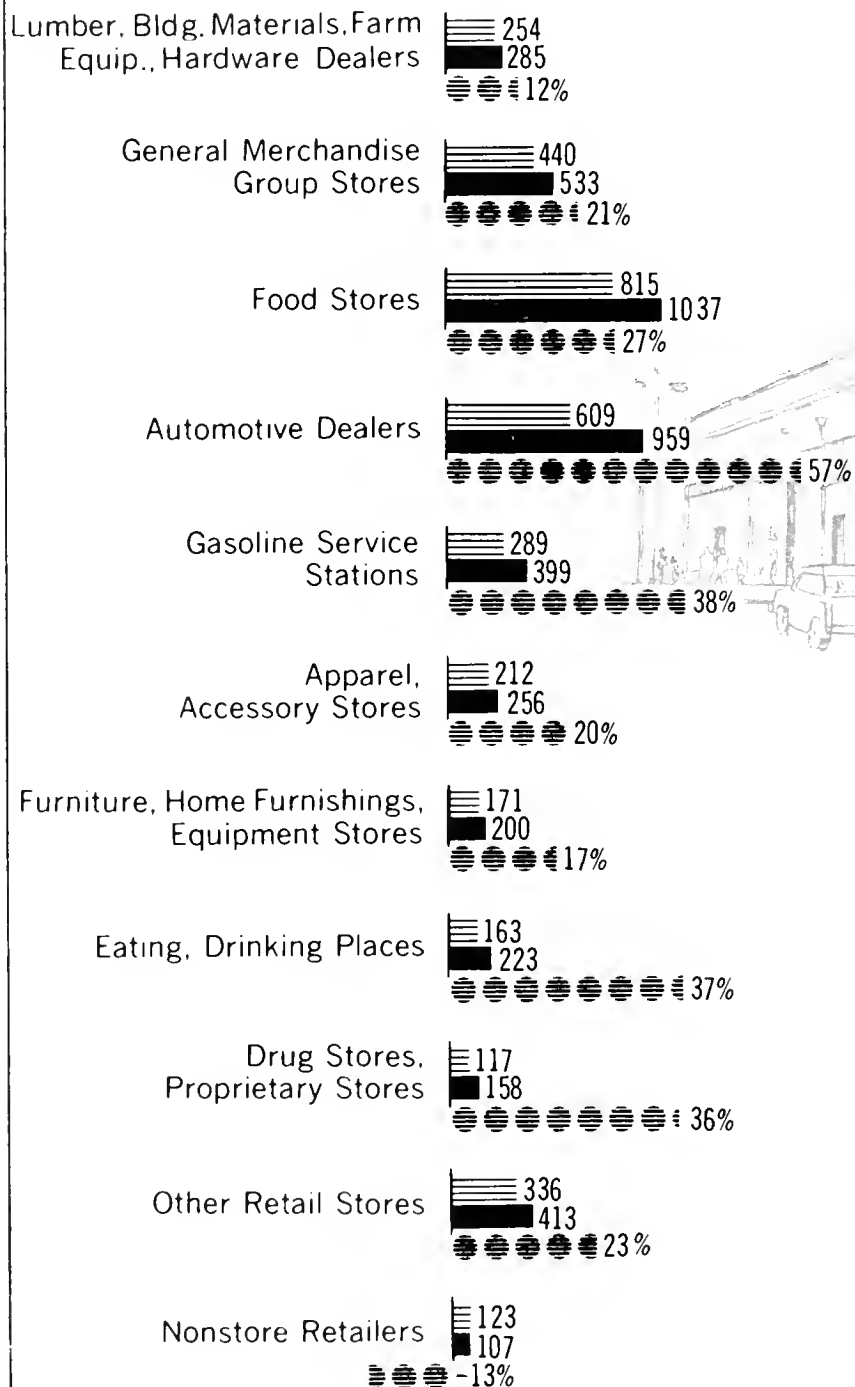 Lumber, Bldg. Materials, Farm
Equip., Hardware Dealers
254
285
12%
General Merchandise
Group Stores
440
533
21%
Food Stores
815
1037
27%
Automotive Dealers
609
959
57%
Gasoline Service
Stations
289
399
38%
Apparel,
Accessory Stores
212
256
20%
Furniture, Home Furnishings,
Equipment Stores
171
200
17%
Eating, Drinking Places
163
223
37%
Drug Stores,
Proprietary Stores
117
158
36%
Other Retail Stores
336
413
23%
Nonstore Retailers
123
107
-13%